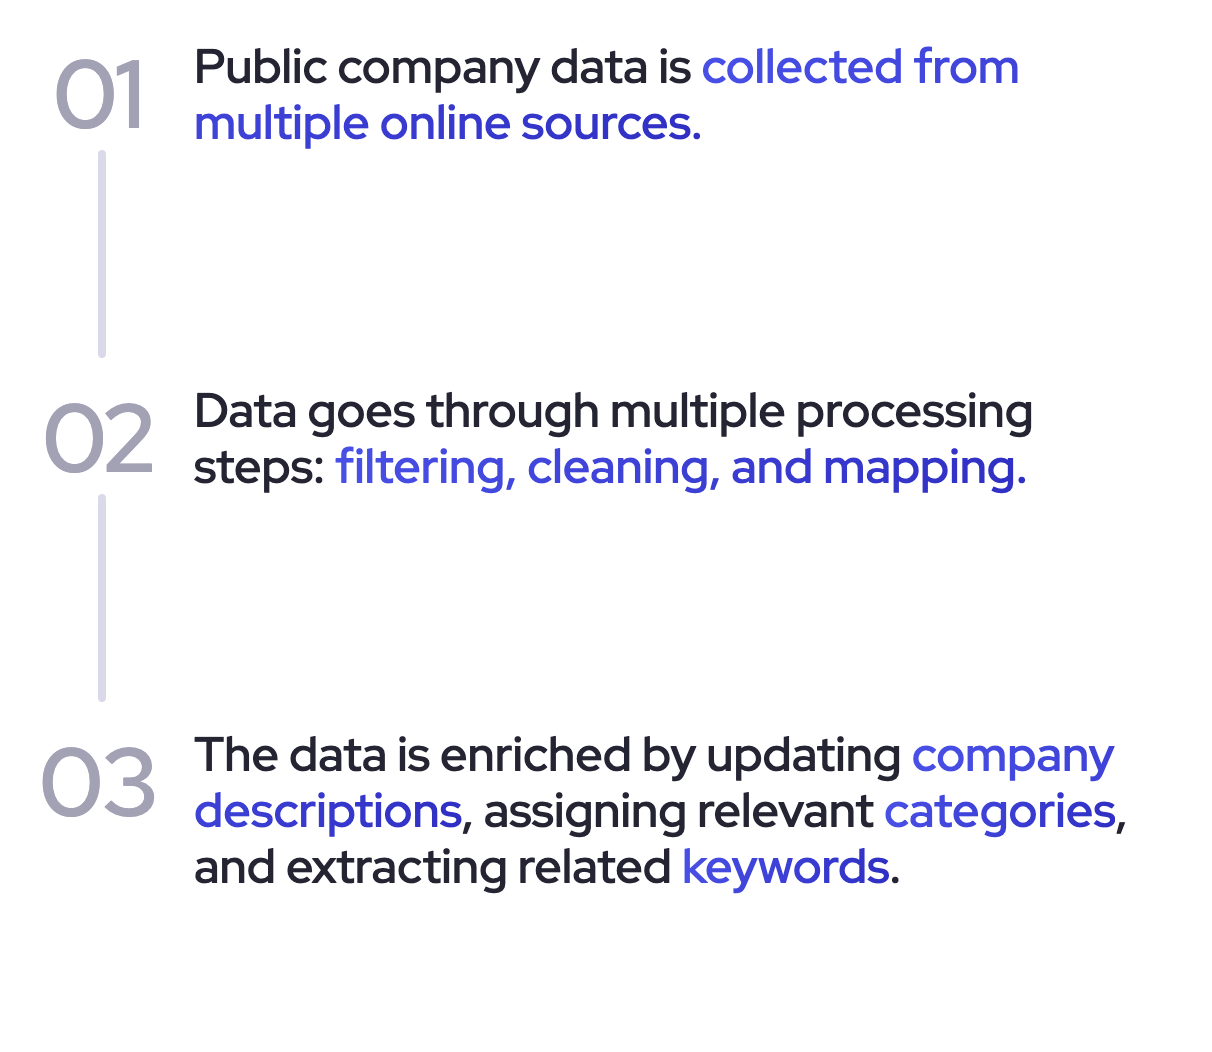 01
Public company data is collected from
multiple online sources.
02
Data goes through multiple processing
steps: filtering, cleaning, and mapping.
03
The data is enriched by updating company
descriptions, assigning relevant categories,
and extracting related keywords.